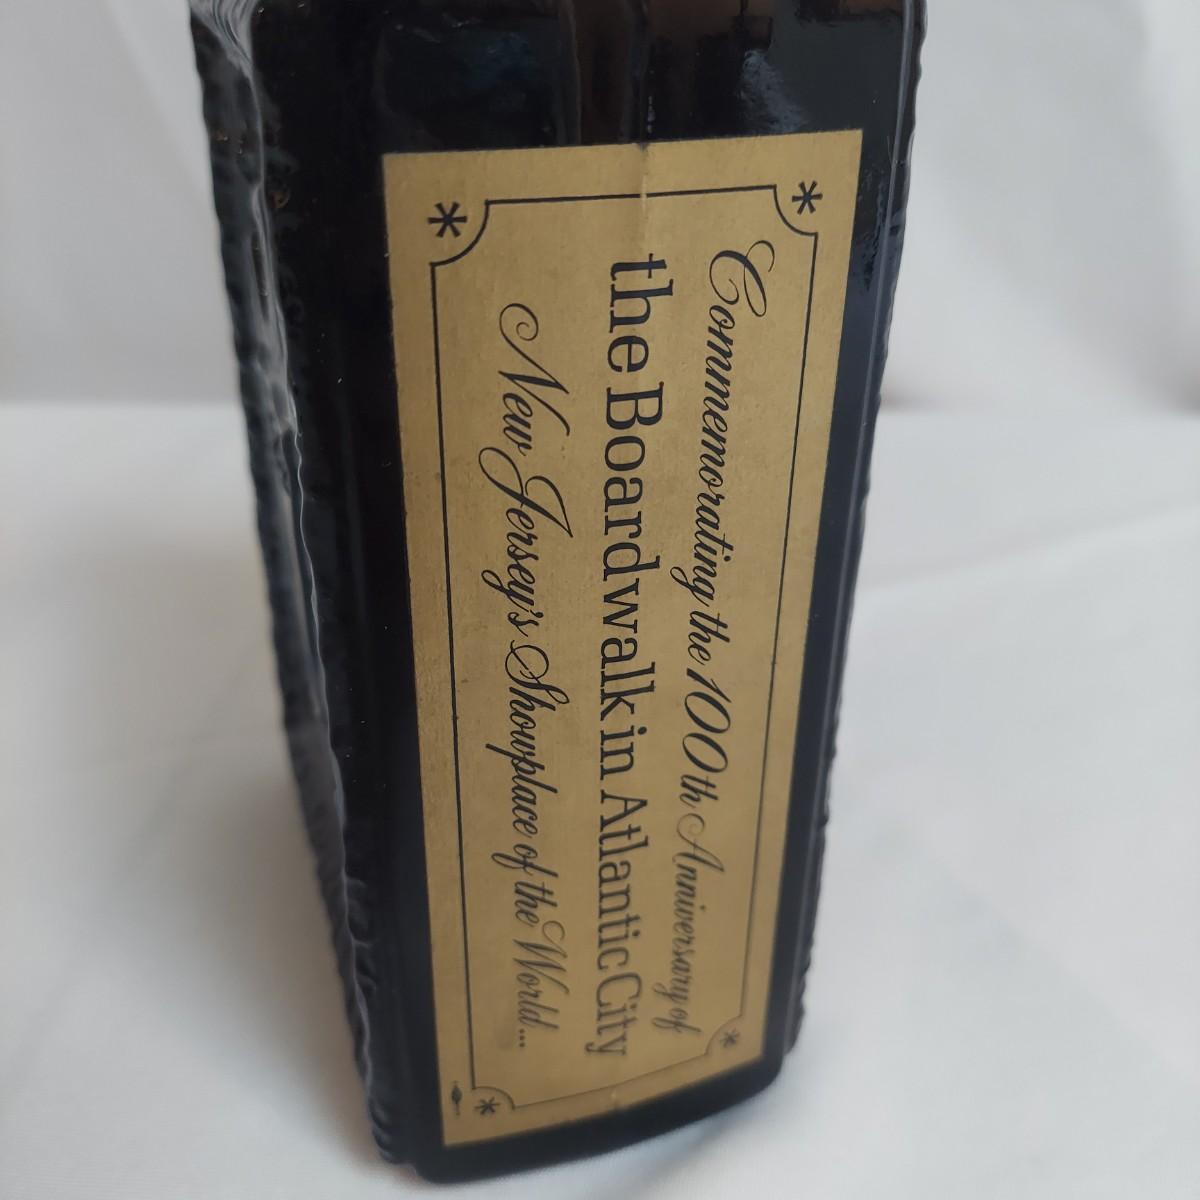 Commemorating the 100th Anniversary of
the Boardwalk in Atlantic City
New Jersey's Showplace of the World...